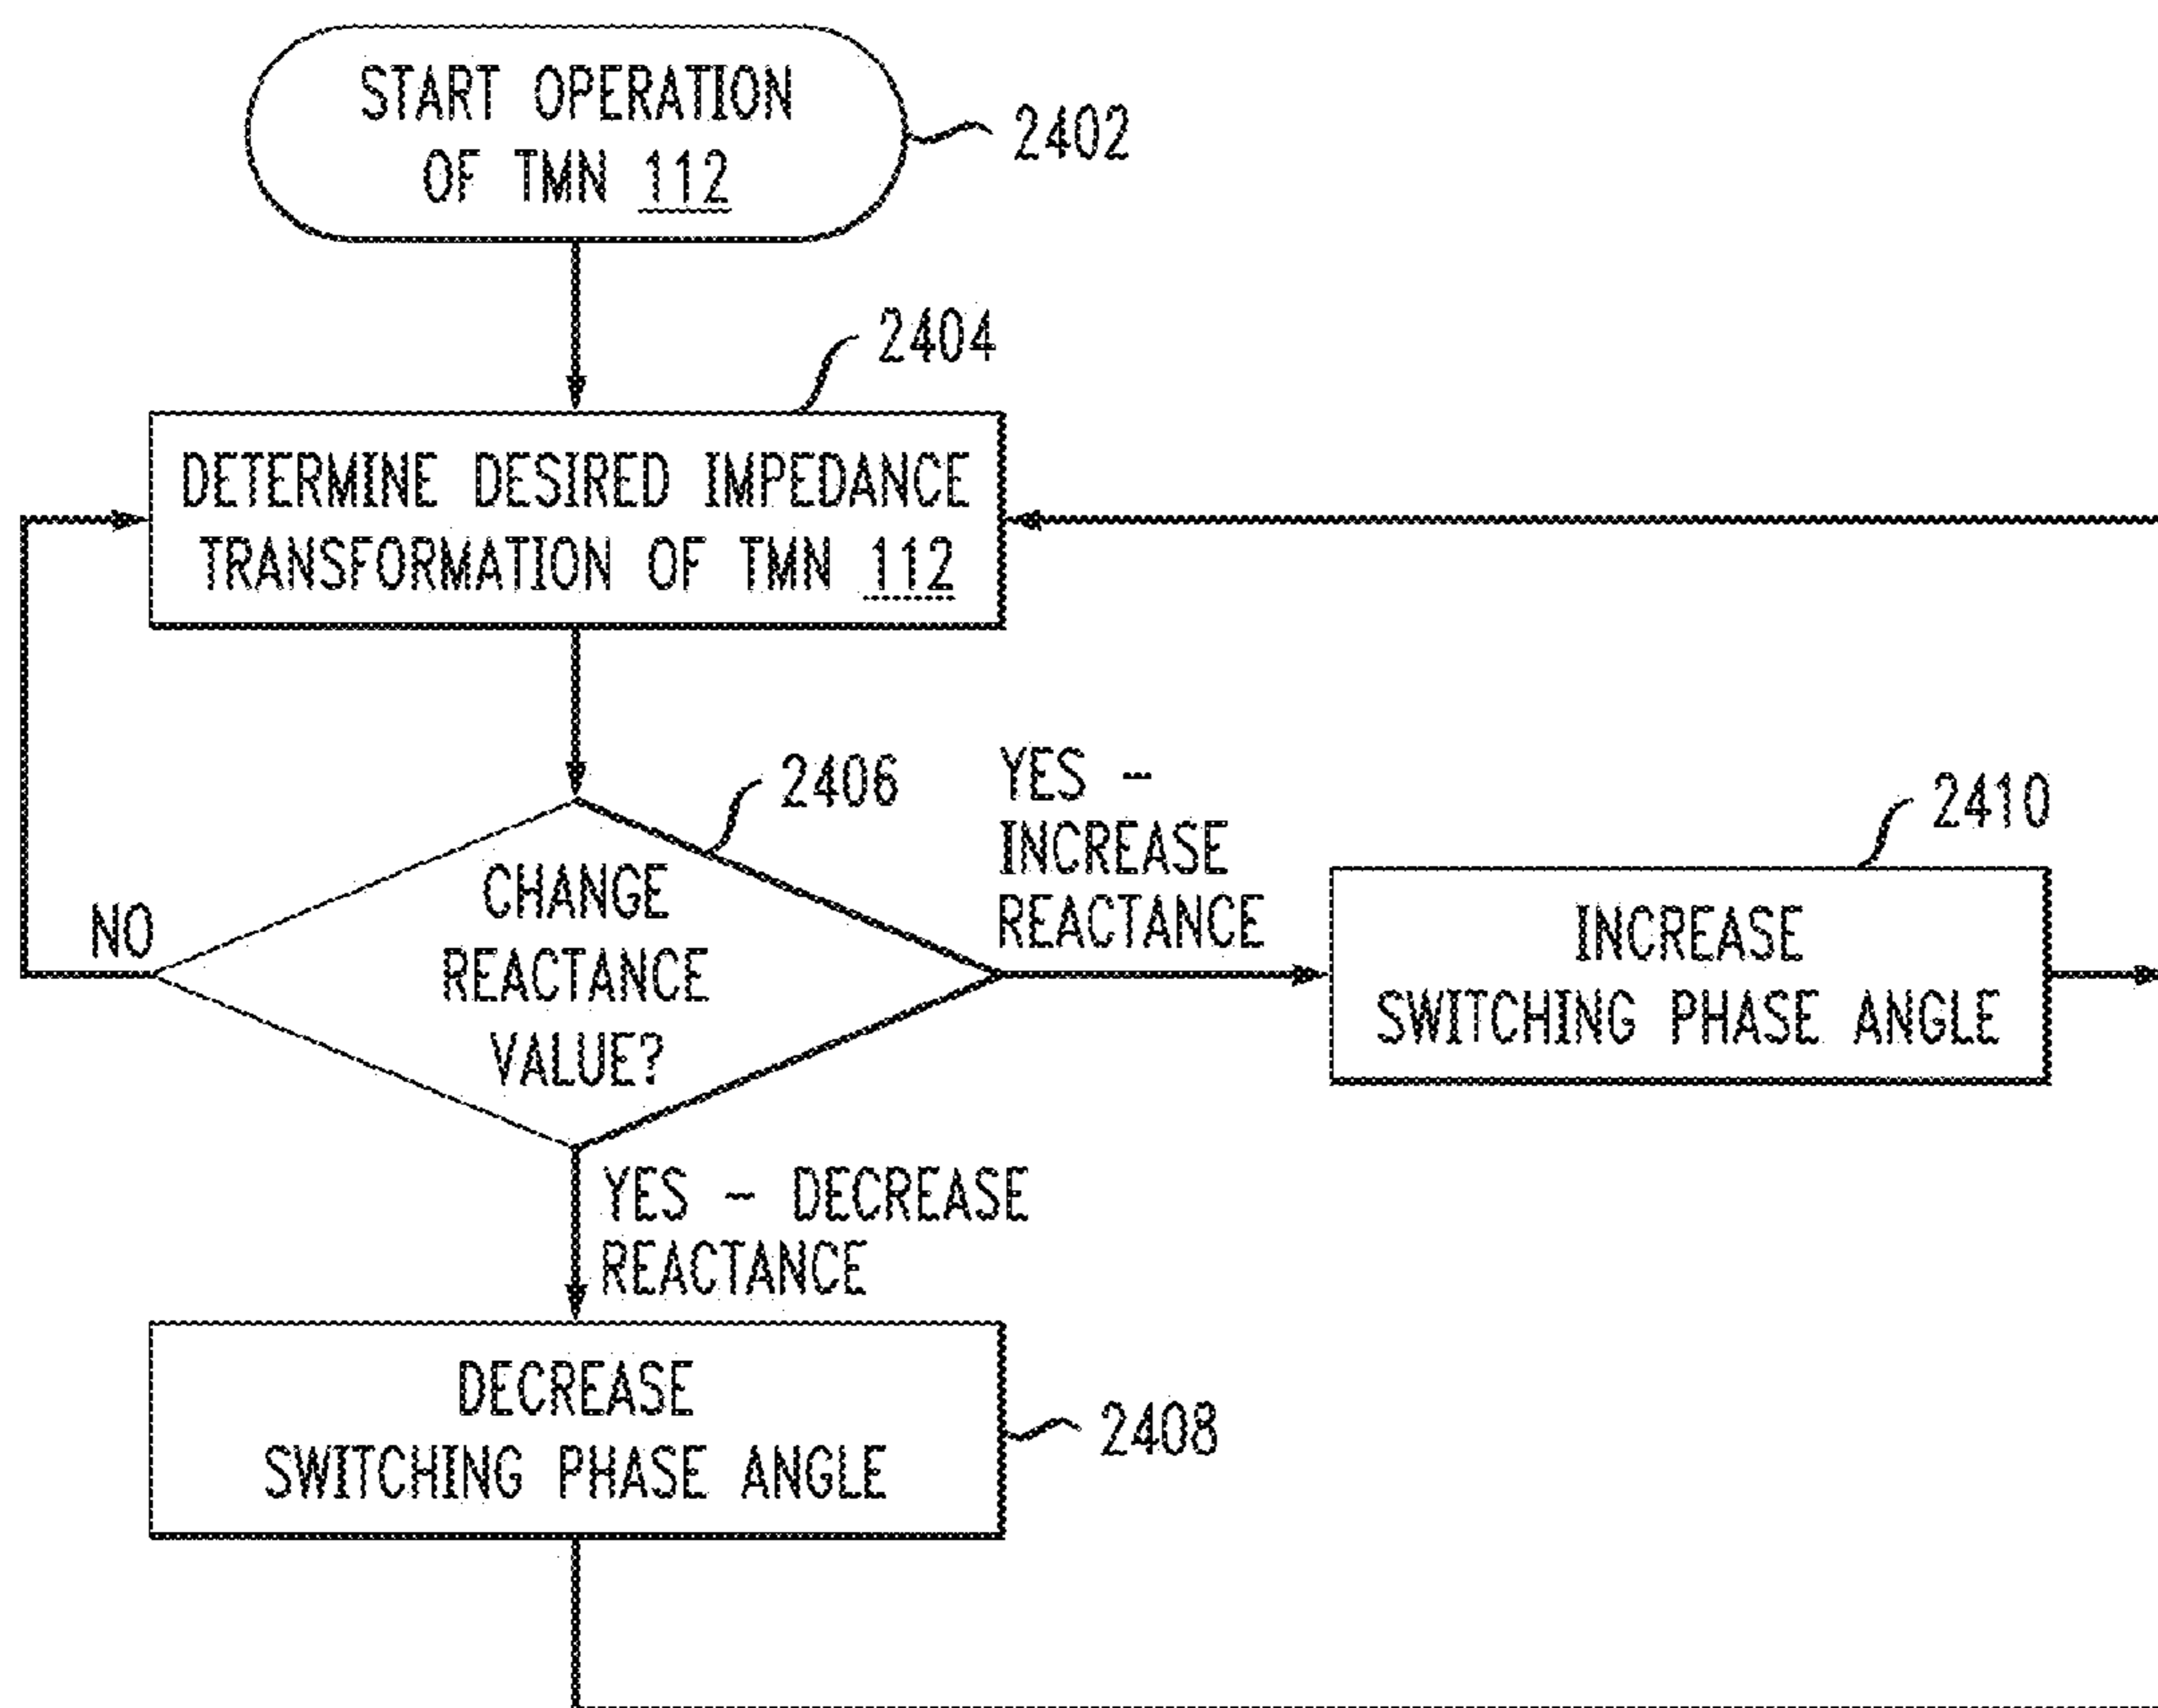 START OPERATION
OF TMN 112
2402
2404
DETERMINE DESIRED IMPEDANCE
TRANSFORMATION OF TMN 112
2406
CHANGE
REACTANCE
VALUE?
NO
YES -
INCREASE
REACTANCE
2410
INCREASE
SWITCHING PHASE ANGLE
YES - DECREASE
REACTANCE
DECREASE
SWITCHING PHASE ANGLE
2408